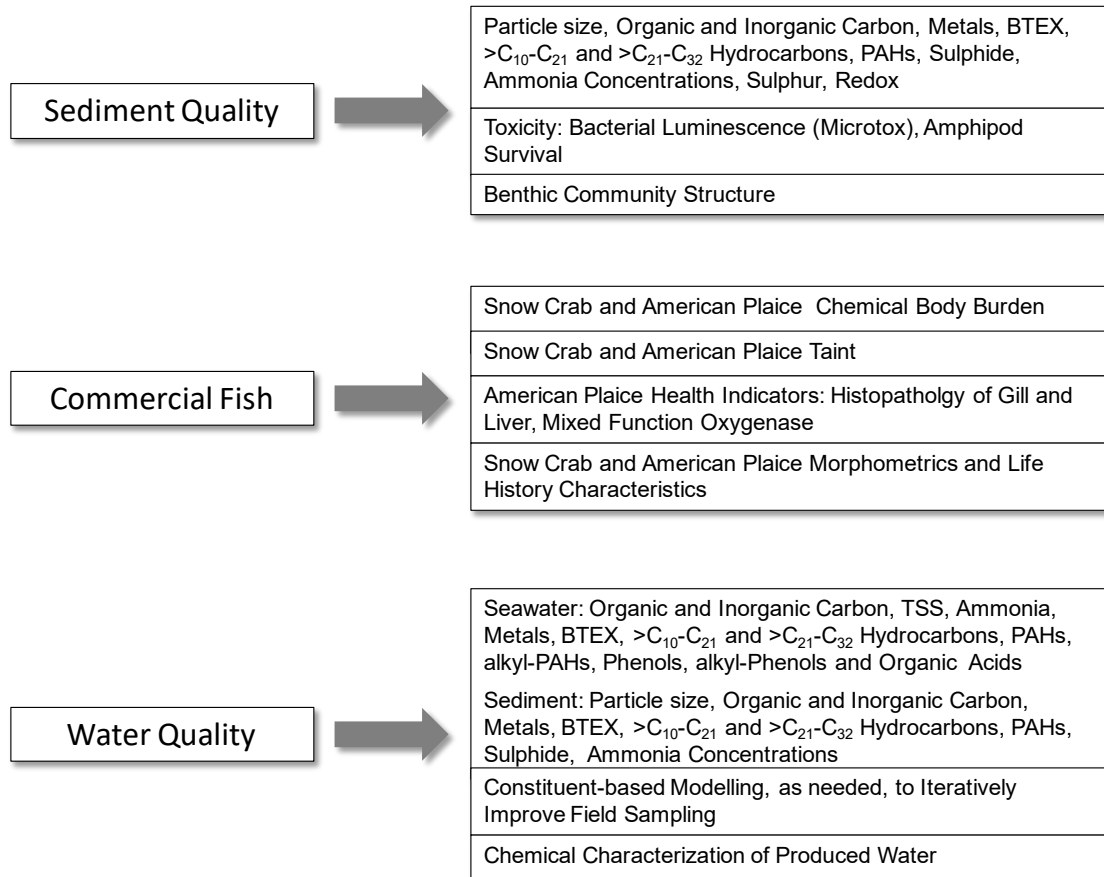 Particle size, Organic and Inorganic Carbon, Metals, BTEX,
>C10-C21 and >C21-C32 Hydrocarbons, PAHs, Sulphide,
Ammonia Concentrations, Sulphur, Redox
Sediment Quality
Toxicity: Bacterial Luminescence (Microtox), Amphipod
Survival
Benthic Community Structure
Snow Crab and American Plaice Chemical Body Burden
Snow Crab and American Plaice Taint
Commercial Fish
American Plaice Health Indicators: Histopatholgy of Gill and
Liver, Mixed Function Oxygenase
Snow Crab and American Plaice Morphometrics and Life
History Characteristics
Seawater: Organic and Inorganic Carbon, TSS, Ammonia,
Metals, BTEX, >C10-C21 and >C21-C32 Hydrocarbons, PAHs,
alkyl-PAHs, Phenols, alkyl-Phenols and Organic Acids
Sediment: Particle size, Organic and Inorganic Carbon,
Metals, BTEX, >C10-C21 and >C21-C32 Hydrocarbons, PAHs,
Sulphide, Ammonia Concentrations
Water Quality
Constituent-based Modelling, as needed, to Iteratively
Improve Field Sampling
Chemical Characterization of Produced Water